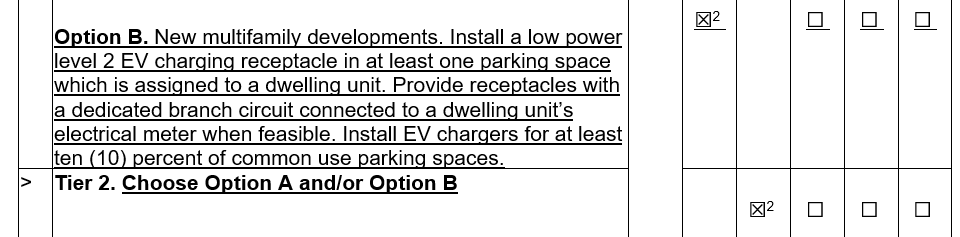 ☒2 ☐ ☐ ☐
Option B. New multifamily developments. Install a low power
level 2 EV charging receptacle in at least one parking space
which is assigned to a dwelling unit. Provide receptacles with
a dedicated branch circuit connected to a dwelling unit’s
electrical meter when feasible. Install EV chargers for at least
ten (10) percent of common use parking spaces.
> Tier 2. Choose Option A and/or Option B
☒2 ☐ ☐ ☐